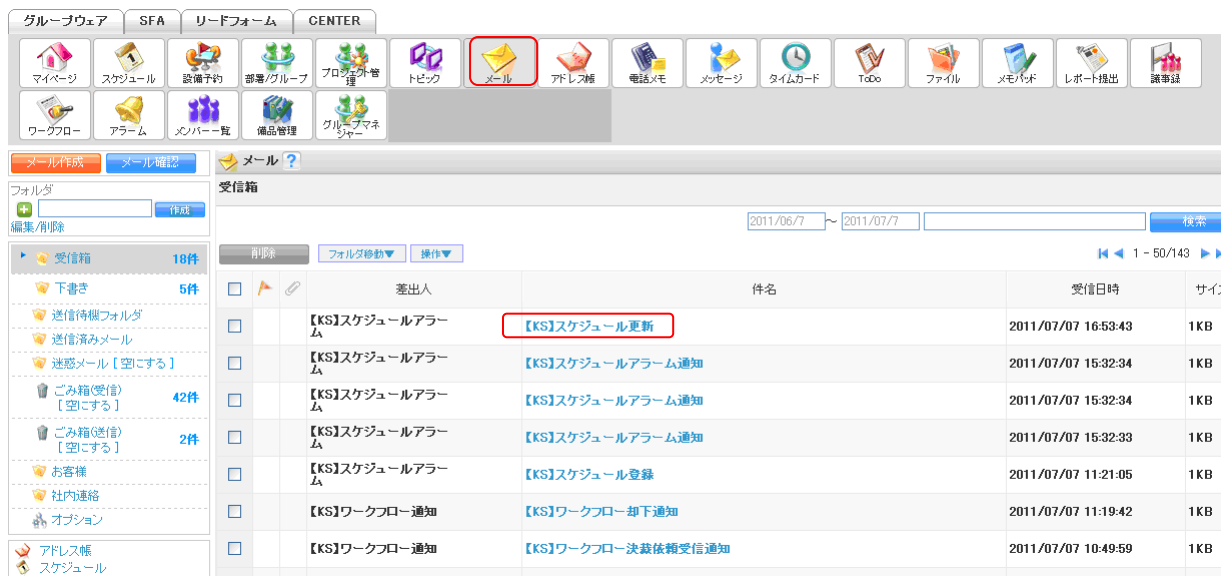 グループウェア SFA リードフォーム CENTER
マイページ スケジュール 設備予約 部署/グループ プロジェクト管理 トピック メール アドレス帳 電話メモ メッセージ タイムカード ToDo ファイル メモパッド レポート提出 議事録
ワークフロー アラーム メンバー一覧 備品管理 グループマネジャー
メール作成 メール確認
メール ?
フォルダ
作成
編集/削除
受信箱
2011/06/7 ～ 2011/07/7 検索
削除 フォルダ移動▼ 操作▼ 1 - 50/143
受信箱 18件
下書き 5件
送信待機フォルダ
送信済みメール
迷惑メール [ 空にする ]
ごみ箱(受信)
[ 空にする ]
42件
ごみ箱(送信)
[ 空にする ]
2件
お客様
社内連絡
オプション
アドレス帳
スケジュール
差出人 件名 受信日時 サイズ
【KS】スケジュールアラーム 【KS】スケジュール更新 2011/07/07 16:53:43 1KB
【KS】スケジュールアラーム 【KS】スケジュールアラーム通知 2011/07/07 15:32:34 1KB
【KS】スケジュールアラーム 【KS】スケジュールアラーム通知 2011/07/07 15:32:34 1KB
【KS】スケジュールアラーム 【KS】スケジュールアラーム通知 2011/07/07 15:32:33 1KB
【KS】スケジュールアラーム 【KS】スケジュール登録 2011/07/07 11:21:05 1KB
【KS】ワークフロー通知 【KS】ワークフロー却下通知 2011/07/07 11:19:42 1KB
【KS】ワークフロー通知 【KS】ワークフロー決裁依頼受信通知 2011/07/07 10:49:59 1KB